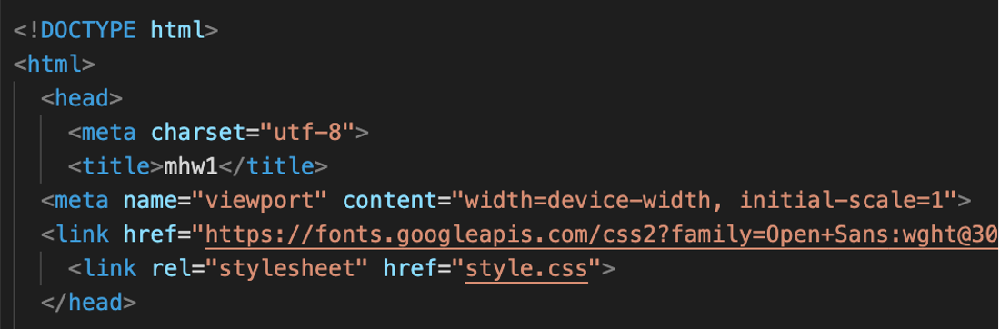 <!DOCTYPE html>
<html>
<head>
<meta charset="utf-8">
<title>mhw1</title>
<meta name="viewport" content="width=device-width, initial-scale=1">
<link href="https://fonts.googleapis.com/css2?family=Open+Sans:wght@30
<link rel="stylesheet" href="style.css">
</head>